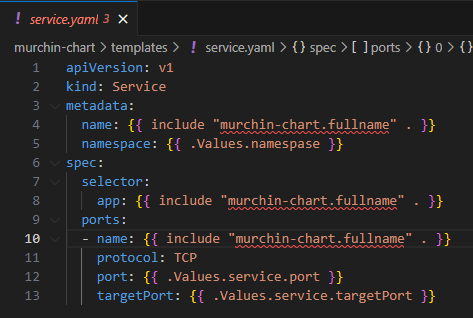 ! service.yaml 3 ×
murchin-chart > templates > ! service.yaml > {} spec > [ ] ports > {} 0 > {}
1 apiVersion: v1
2 kind: Service
3 metadata:
4   name: {{ include "murchin-chart.fullname" . }}
5   namespace: {{ .Values.namespase }}
6 spec:
7   selector:
8     app: {{ include "murchin-chart.fullname" . }}
9   ports:
10   - name: {{ include "murchin-chart.fullname" . }}
11     protocol: TCP
12     port: {{ .Values.service.port }}
13     targetPort: {{ .Values.service.targetPort }}